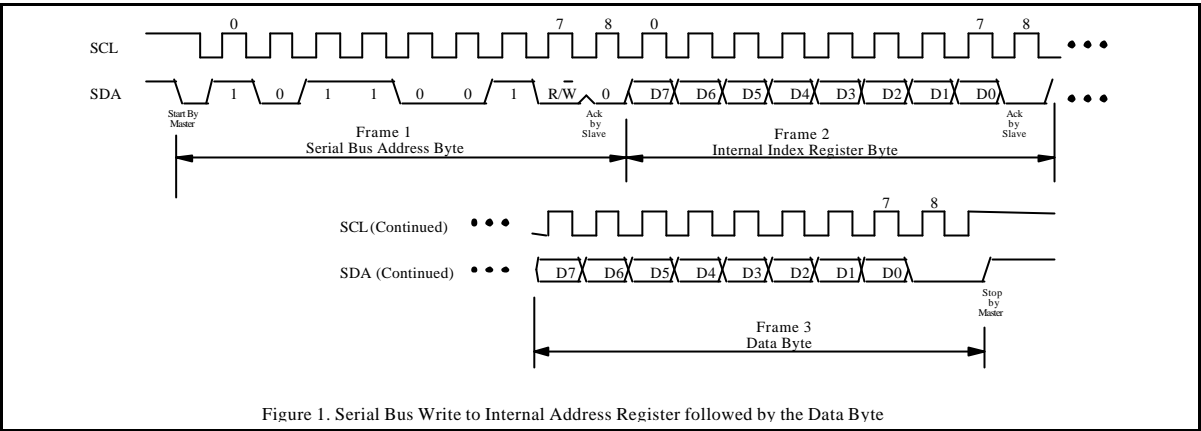 0 7 8 0 7 8
SCL
SDA 1 0 1 1 0 0 1 R/W 0 D7 D6 D5 D4 D3 D2 D1 D0
Start By
Master
Ack
by
Slave
Ack
by
Slave
Frame 1
Serial Bus Address Byte
Frame 2
Internal Index Register Byte
7 8
SCL (Continued)
SDA (Continued) D7 D6 D5 D4 D3 D2 D1 D0
Stop
by
Master
Frame 3
Data Byte
Figure 1. Serial Bus Write to Internal Address Register followed by the Data Byte